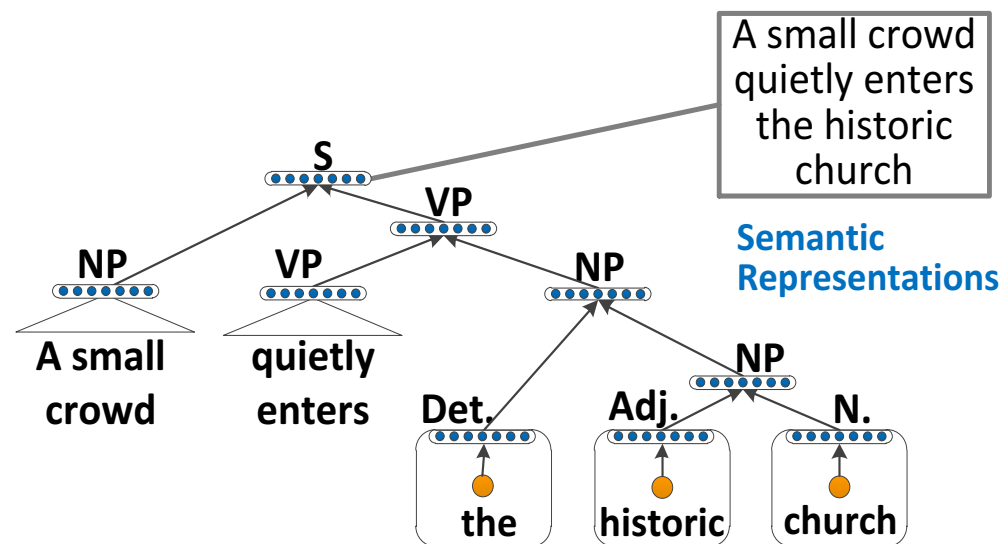 A small crowd
quietly enters
the historic
church
S
VP
Semantic
Representations
NP
VP
NP
A small
crowd
quietly
enters
NP
Det.
Adj.
N.
the
historic
church